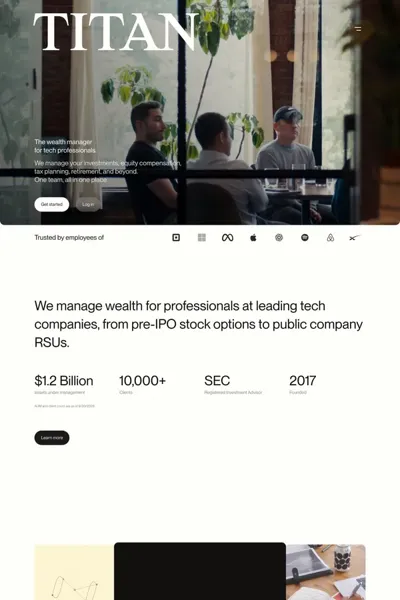 TITAN
The wealth manager
for tech professionals.
We manage your investments, equity compensation,
tax planning, retirement, and beyond.
One team, all in one place.
Get started
Log in
Trusted by employees of
We manage wealth for professionals at leading tech
companies, from pre-IPO stock options to public company
RSUs.
$1.2 Billion
10,000+
SEC
2017
Assets under management
Clients
Registered Investment Advisor
Founded
Learn more